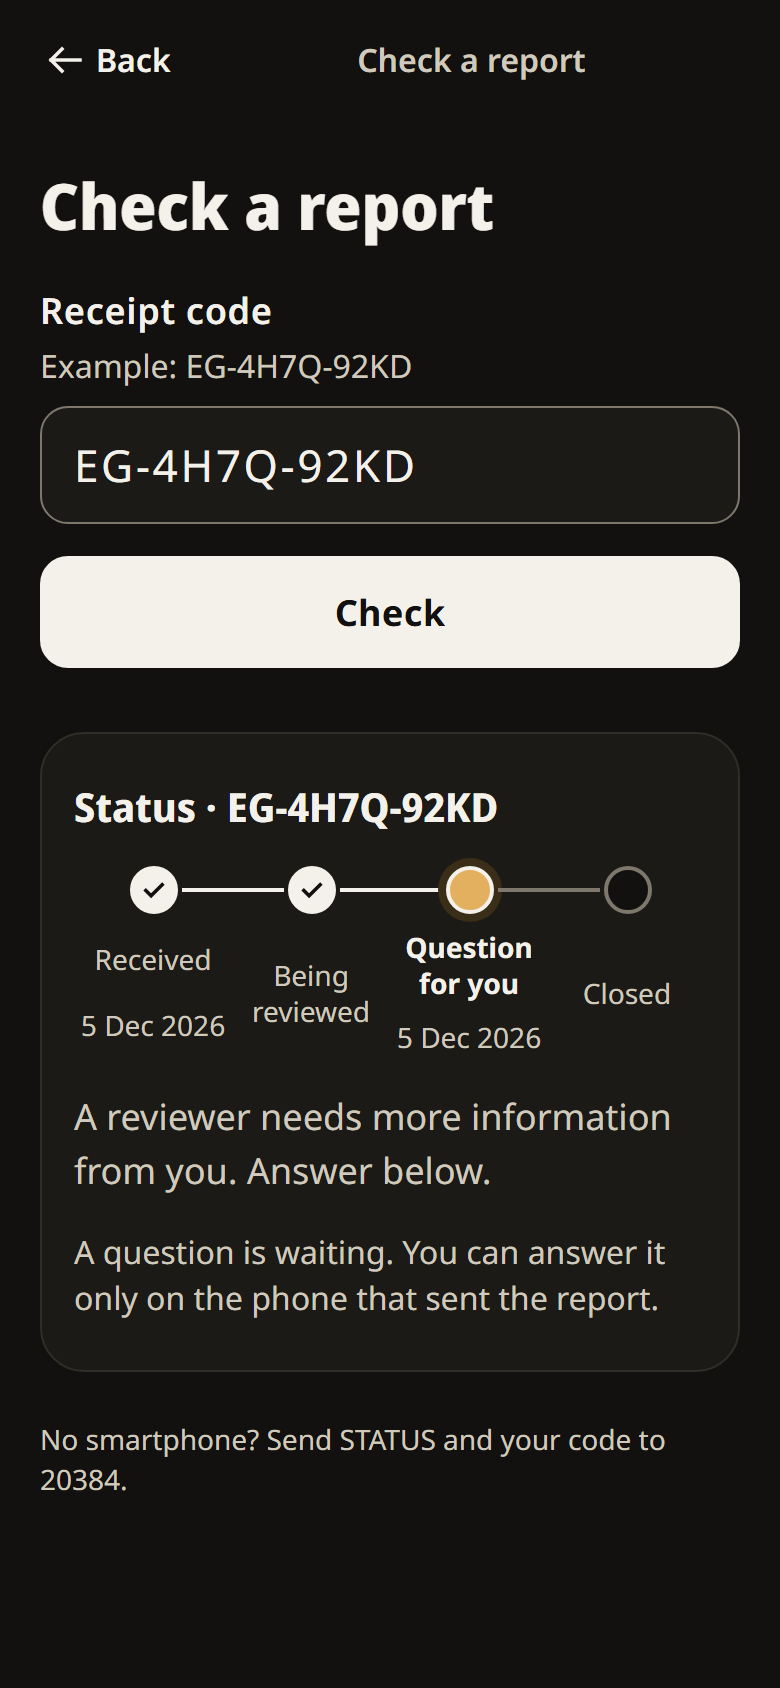 Back
Check a report
Check a report
Receipt code
Example: EG-4H7Q-92KD
EG-4H7Q-92KD
Check
Status · EG-4H7Q-92KD
Received
5 Dec 2026
Being
reviewed
Question
for you
5 Dec 2026
Closed
A reviewer needs more information
from you. Answer below.
A question is waiting. You can answer it
only on the phone that sent the report.
No smartphone? Send STATUS and your code to
20384.